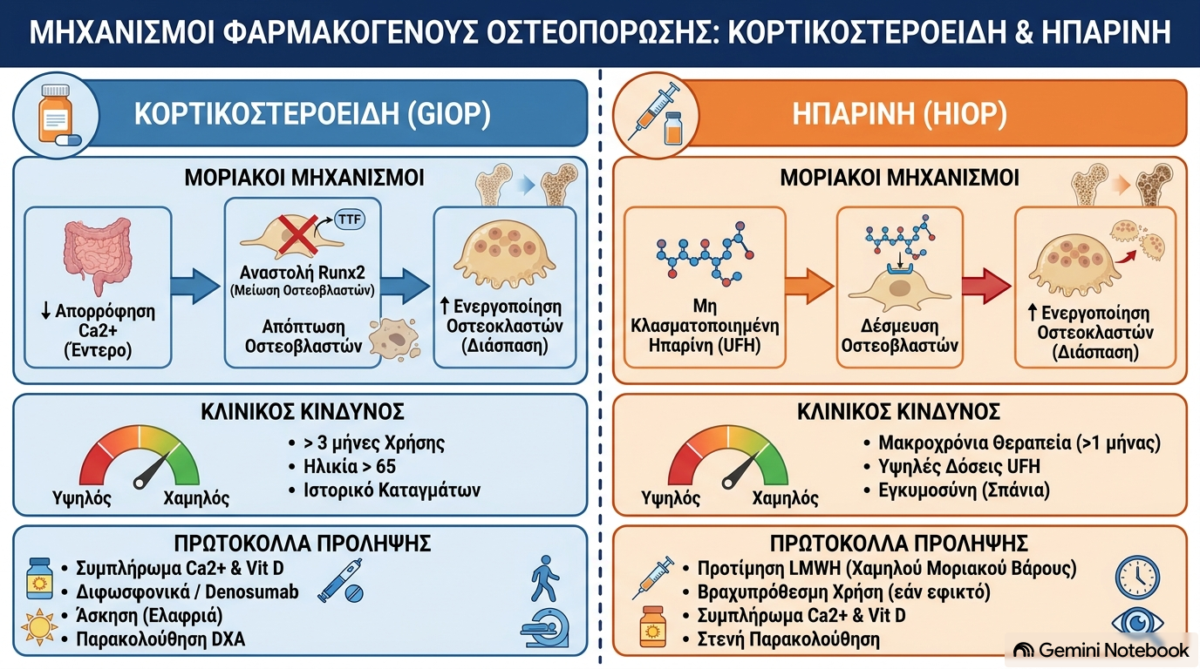 ΜΗΧΑΝΙΣΜΟΙ ΦΑΡΜΑΚΟΓΕΝΟΥΣ ΟΣΤΕΟΠΟΡΩΣΗΣ: ΚΟΡΤΙΚΟΣΤΕΡΟΕΙΔΗ & ΗΠΑΡΙΝΗ
ΚΟΡΤΙΚΟΣΤΕΡΟΕΙΔΗ (GIOP)
ΜΟΡΙΑΚΟΙ ΜΗΧΑΝΙΣΜΟΙ
↓ Απορρόφηση
Ca2+
(Έντερο)
TTF
Αναστολή Runx2
(Μείωση Οστεοβλαστών)
Απόπτωση
Οστεοβλαστών
↑ Ενεργοποίηση
Οστεοκλαστών
(Διάσπαση)
ΚΛΙΝΙΚΟΣ ΚΙΝΔΥΝΟΣ
Υψηλός
Χαμηλός
• > 3 μήνες Χρήσης
• Ηλικία > 65
• Ιστορικό Καταγμάτων
ΠΡΩΤΟΚΟΛΛΑ ΠΡΟΛΗΨΗΣ
• Συμπλήρωμα Ca2+ & Vit D
• Διφωσφονικά / Denosumab
• Άσκηση (Ελαφριά)
• Παρακολούθηση DXA
ΗΠΑΡΙΝΗ (HIOP)
ΜΟΡΙΑΚΟΙ ΜΗΧΑΝΙΣΜΟΙ
Μη
Κλασματοποιημένη
Ηπαρίνη (UFH)
Δέσμευση
Οστεοβλαστών
↑ Ενεργοποίηση
Οστεοκλαστών
(Διάσπαση)
ΚΛΙΝΙΚΟΣ ΚΙΝΔΥΝΟΣ
Υψηλός
Χαμηλός
• Μακροχρόνια Θεραπεία (>1 μήνας)
• Υψηλές Δόσεις UFH
• Εγκυμοσύνη (Σπάνια)
ΠΡΩΤΟΚΟΛΛΑ ΠΡΟΛΗΨΗΣ
• Προτίμηση LMWH (Χαμηλού Μοριακού Βάρους)
• Βραχυπρόθεσμη Χρήση (εάν εφικτό)
• Συμπλήρωμα Ca2+ & Vit D
• Στενή Παρακολούθηση
Gemini Notebook